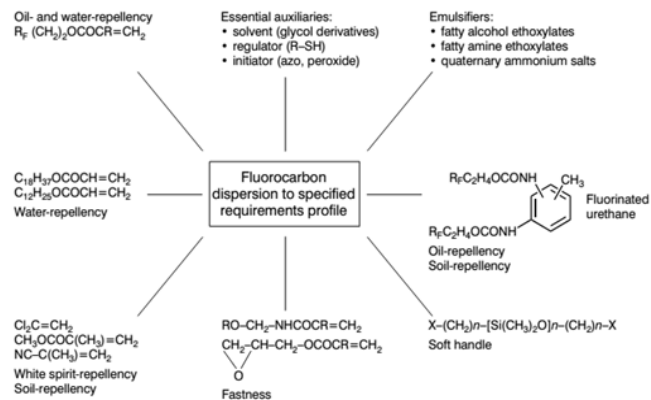 Oil- and water-repellency
R_F (CH₂)₂OCOCR=CH₂
Essential auxiliaries:
• solvent (glycol derivatives)
• regulator (R–SH)
• initiator (azo, peroxide)
Emulsifiers:
• fatty alcohol ethoxylates
• fatty amine ethoxylates
• quaternary ammonium salts
C₁₈H₃₇OCOCH=CH₂
C₁₂H₂₅OCOCH=CH₂
Water-repellency
Fluorocarbon
dispersion to specified
requirements profile
R_FC₂H₄OCONH
CH₃
Fluorinated
urethane
R_FC₂H₄OCONH
Oil-repellency
Soil-repellency
Cl₂C=CH₂
CH₃OCOC(CH₃)=CH₂
NC–C(CH₃)=CH₂
White spirit-repellency
Soil-repellency
RO–CH₂–NHCOCR=CH₂
CH₂–CH–CH₂–OCOCR=CH₂
O
Fastness
X–(CH₂)n–[Si(CH₃)₂O]n–(CH₂)n–X
Soft handle